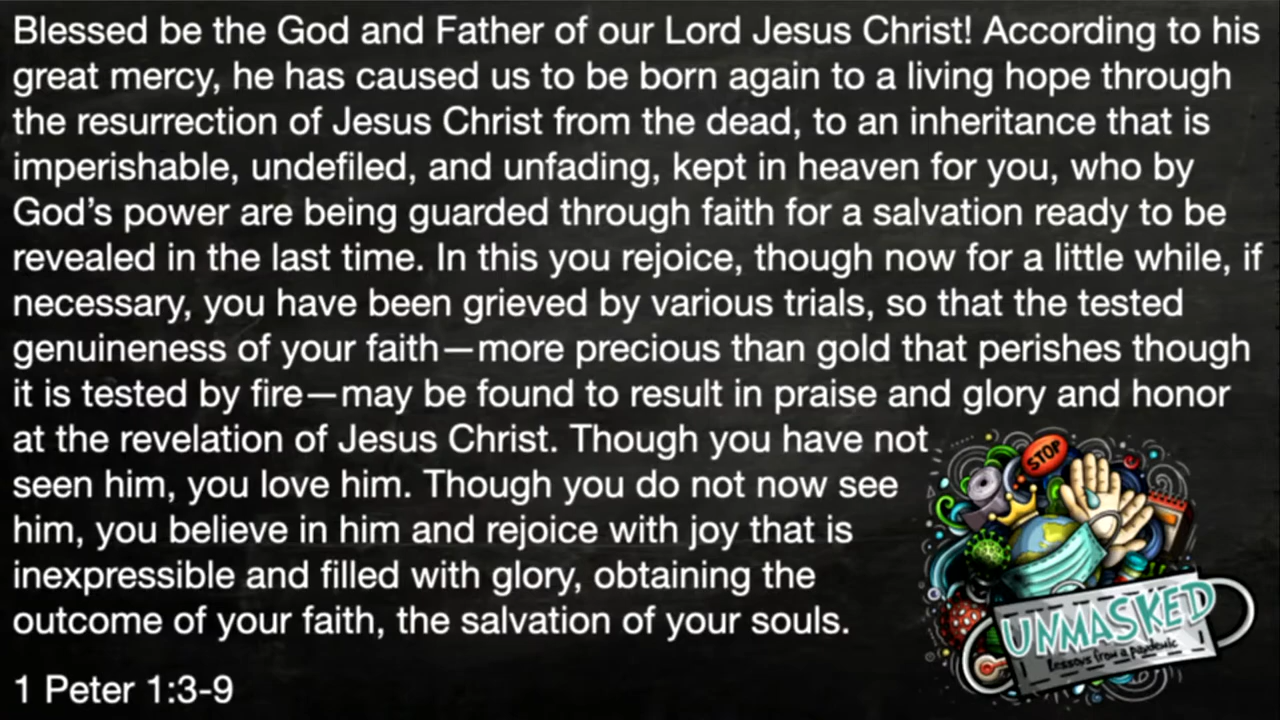 Blessed be the God and Father of our Lord Jesus Christ! According to his
great mercy, he has caused us to be born again to a living hope through
the resurrection of Jesus Christ from the dead, to an inheritance that is
imperishable, undefiled, and unfading, kept in heaven for you, who by
God’s power are being guarded through faith for a salvation ready to be
revealed in the last time. In this you rejoice, though now for a little while, if
necessary, you have been grieved by various trials, so that the tested
genuineness of your faith—more precious than gold that perishes though
it is tested by fire—may be found to result in praise and glory and honor
at the revelation of Jesus Christ. Though you have not
seen him, you love him. Though you do not now see
him, you believe in him and rejoice with joy that is
inexpressible and filled with glory, obtaining the
outcome of your faith, the salvation of your souls.
1 Peter 1:3-9
STOP
UNMASKED
Lessons from a pandemic